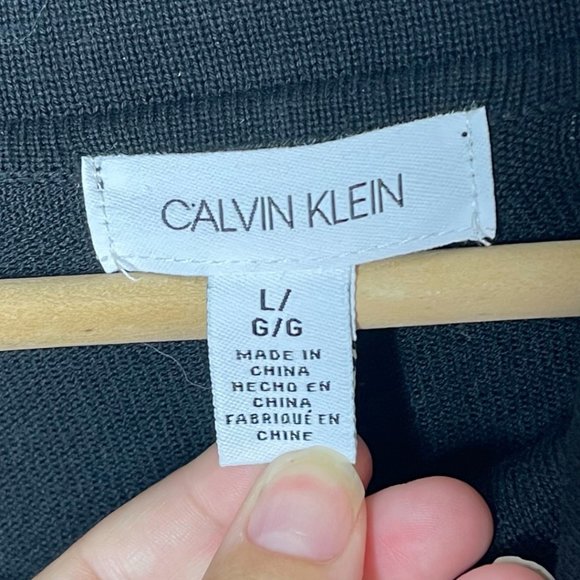 CALVIN KLEIN
L/
G/G
MADE IN
CHINA
HECHO EN
CHINA
FABRIQUÉ EN
CHINE